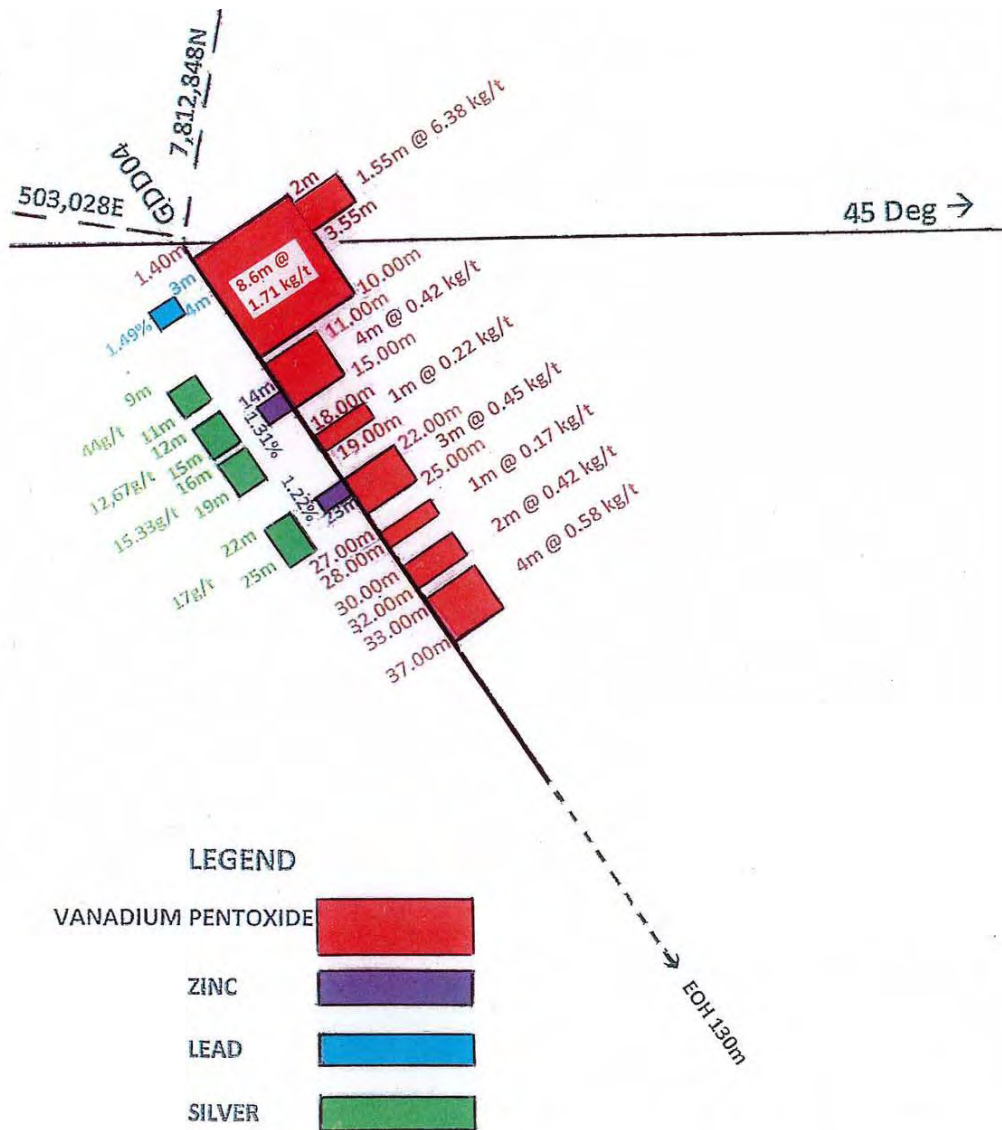 7,812,848N
GDD04
503,028E
45 Deg →
2m
1.55m @ 6.38 kg/t
3.55m
1.40m
8.6m @
1.71 kg/t
10.00m
3m
4m
1.49%
11.00m
4m @ 0.42 kg/t
15.00m
14m
1.31%
18.00m
1m @ 0.22 kg/t
19.00m
9m
44g/t
11m
12m
12,67g/t
15m
16m
15.33g/t
19m
22.00m
3m @ 0.45 kg/t
25.00m
1.22%
23m
22m
17g/t
25m
27.00m
1m @ 0.17 kg/t
28.00m
30.00m
2m @ 0.42 kg/t
32.00m
33.00m
4m @ 0.58 kg/t
37.00m
EOH 130m
LEGEND
VANADIUM PENTOXIDE
ZINC
LEAD
SILVER